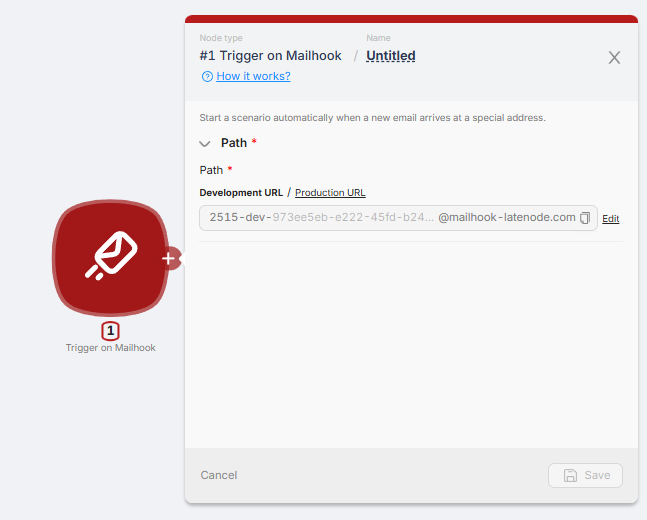 Node type
Name
#1 Trigger on Mailhook / Untitled
How it works?
Start a scenario automatically when a new email arrives at a special address.
Path *
Path *
Development URL / Production URL
2515-dev-973ee5eb-e222-45fd-b24... @mailhook-latenode.com
Edit
1
Trigger on Mailhook
Cancel
Save